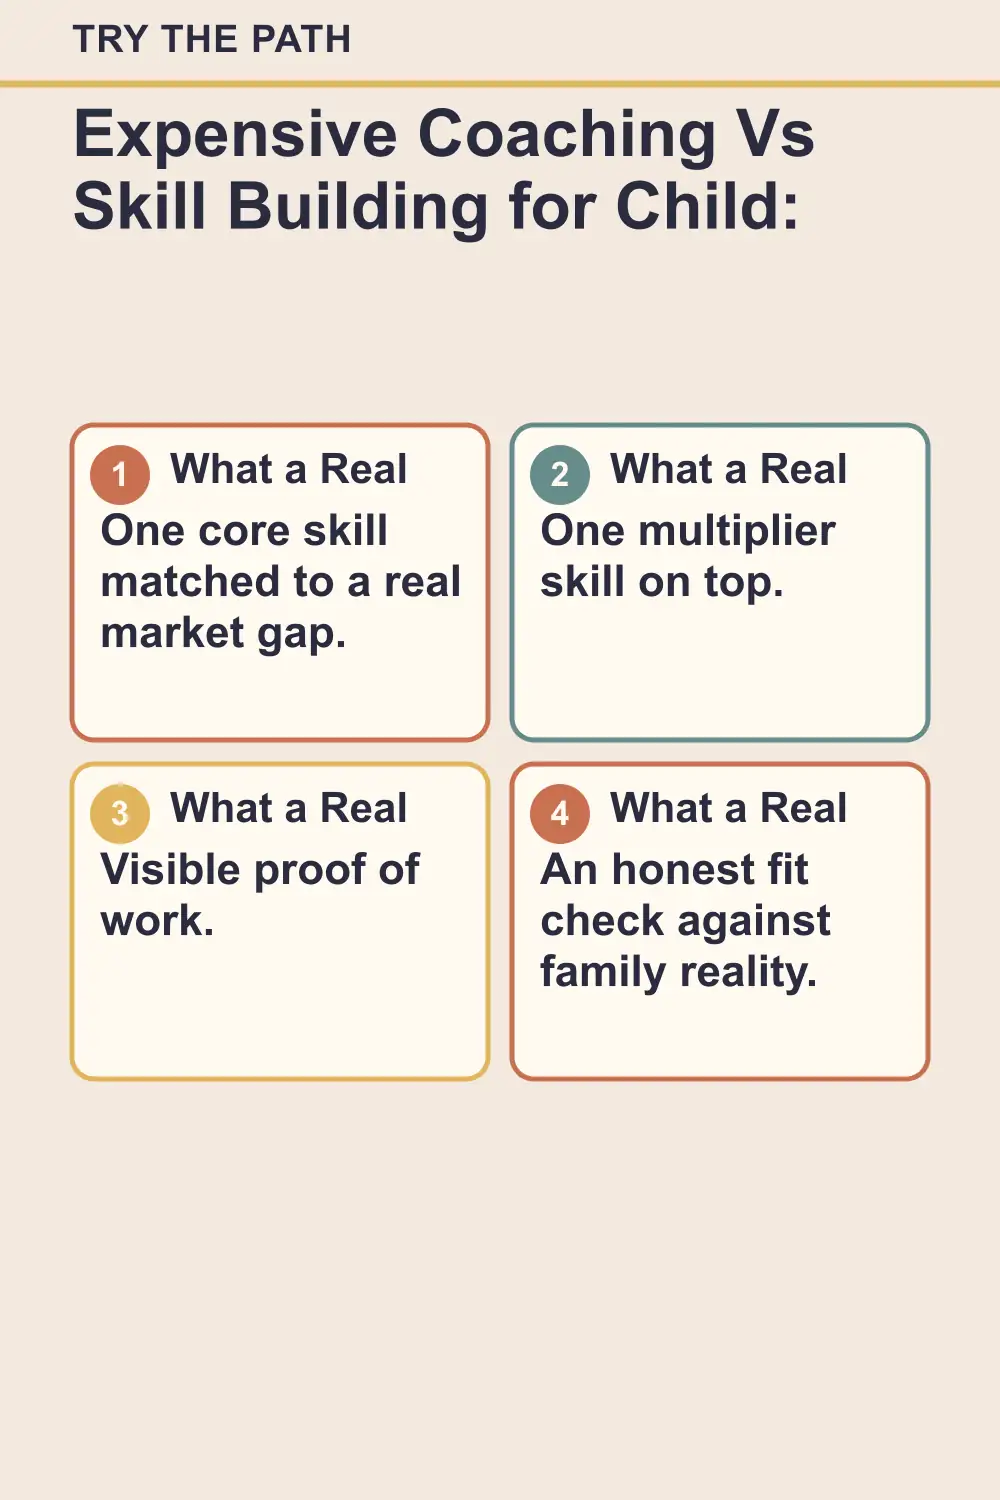 TRY THE PATH
Expensive Coaching Vs
Skill Building for Child:
1 What a Real
One core skill
matched to a real
market gap.
2 What a Real
One multiplier
skill on top.
3 What a Real
Visible proof of
work.
4 What a Real
An honest fit
check against
family reality.